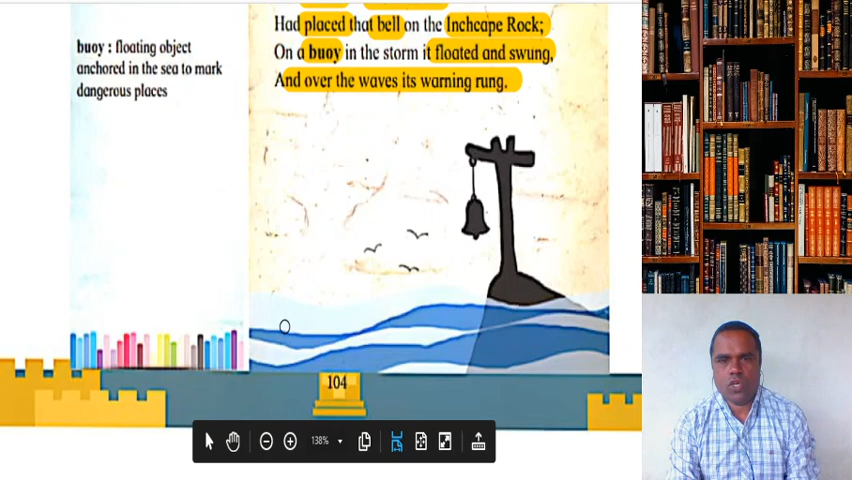 buoy : floating object
anchored in the sea to mark
dangerous places
Had placed that bell on the Inchcape Rock;
On a buoy in the storm it floated and swung,
And over the waves its warning rung.
104
138%